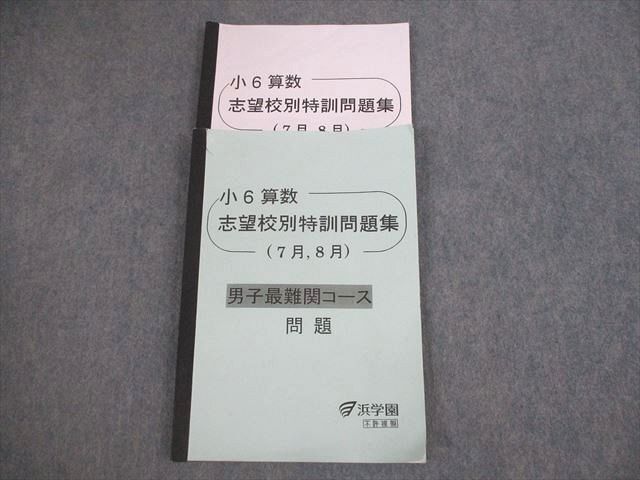 小6算数
志望校別特訓問題集
(7月,8月)
小6算数
志望校別特訓問題集
(7月,8月)
男子最難関コース
問題
浜学園
不許複製